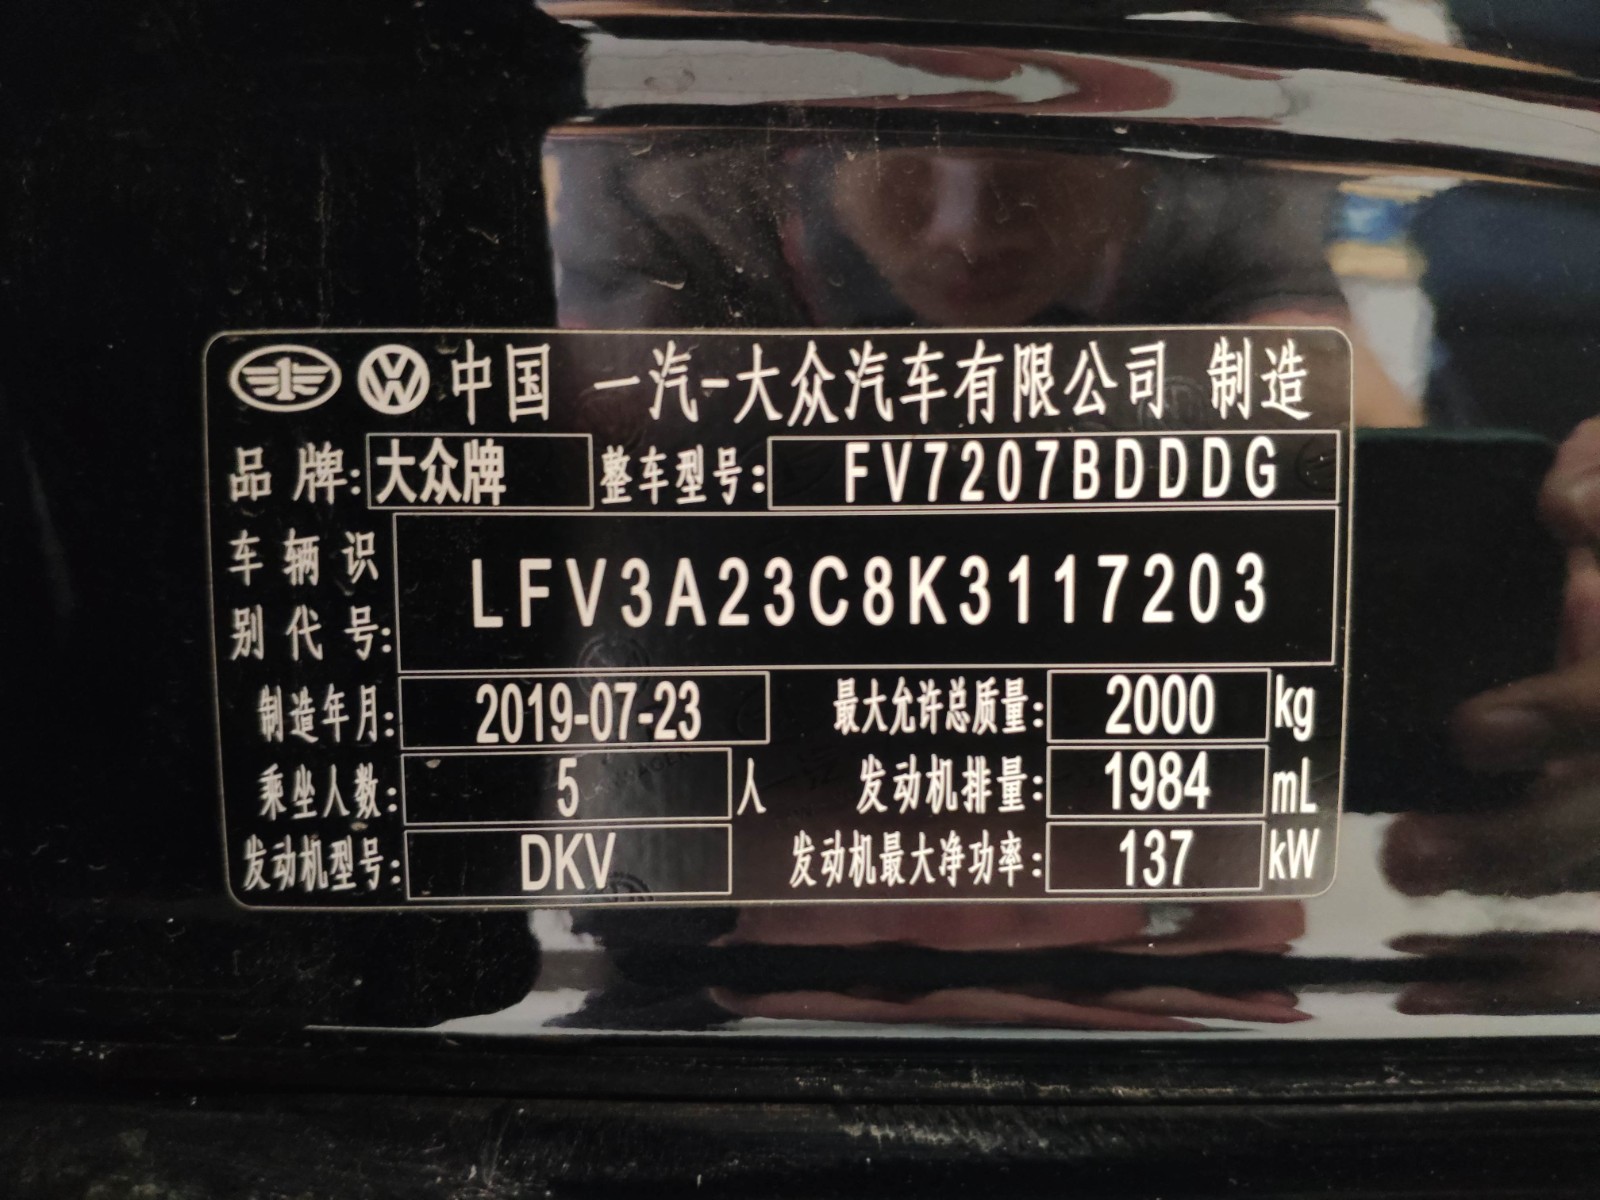 中国 一汽-大众汽车有限公司 制造
品牌: 大众牌 整车型号: FV7207BDDDG
车辆识别代号: LFV3A23C8K3117203
制造年月: 2019-07-23 最大允许总质量: 2000 kg
乘坐人数: 5 人 发动机排量: 1984 mL
发动机型号: DKV 发动机最大净功率: 137 kW